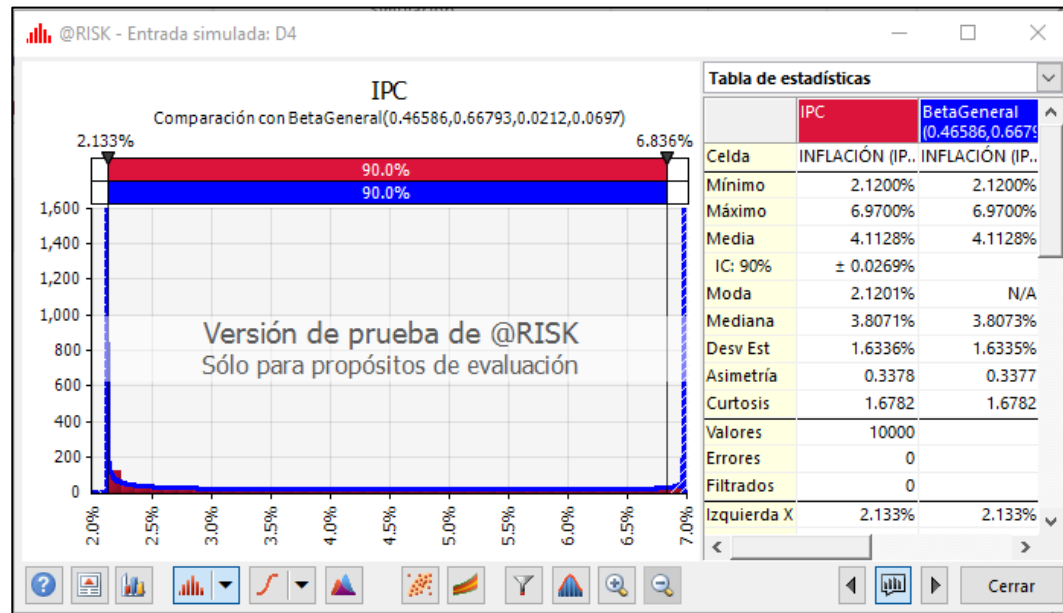 @RISK - Entrada simulada: D4
IPC
Comparación con BetaGeneral(0.46586,0.66793,0.0212,0.0697)
2.133% 6.836%
90.0%
90.0%
1,600
1,400
1,200
1,000
800
600
400
200
0
2.0% 2.5% 3.0% 3.5% 4.0% 4.5% 5.0% 5.5% 6.0% 6.5% 7.0%
Versión de prueba de @RISK
Sólo para propósitos de evaluación
Tabla de estadísticas
IPC BetaGeneral
(0.46586,0.6679
Celda INFLACIÓN (IP.. INFLACIÓN (IP..
Mínimo 2.1200% 2.1200%
Máximo 6.9700% 6.9700%
Media 4.1128% 4.1128%
IC: 90% ± 0.0269%
Moda 2.1201% N/A
Mediana 3.8071% 3.8073%
Desv Est 1.6336% 1.6335%
Asimetría 0.3378 0.3377
Curtosis 1.6782 1.6782
Valores 10000
Errores 0
Filtrados 0
Izquierda X 2.133% 2.133%
Cerrar